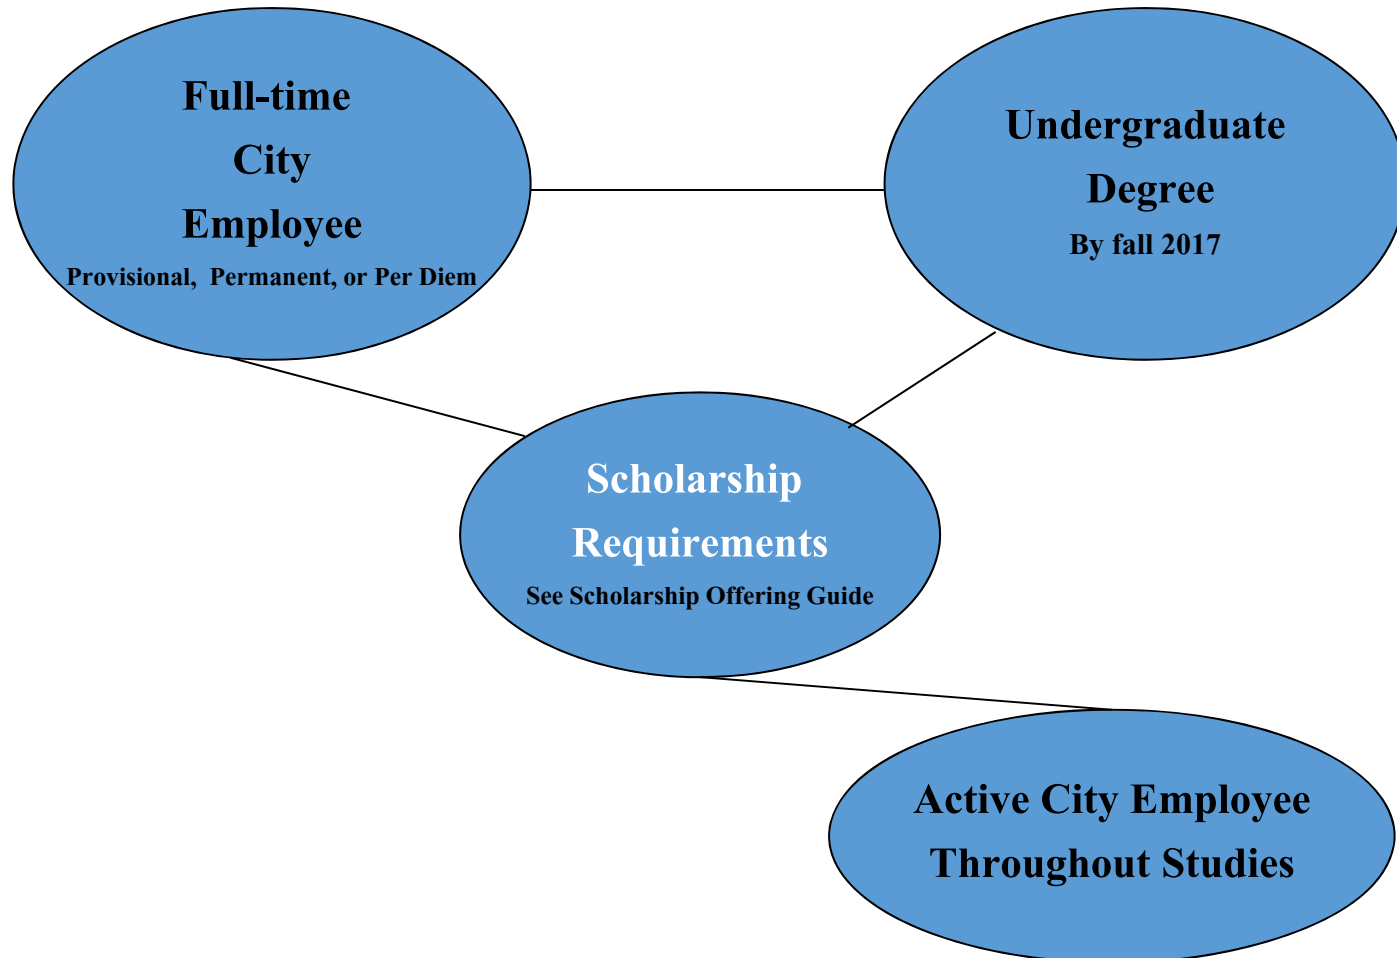 Full-time
City
Employee
Provisional, Permanent, or Per Diem
Undergraduate
Degree
By fall 2017
Scholarship
Requirements
See Scholarship Offering Guide
Active City Employee
Throughout Studies